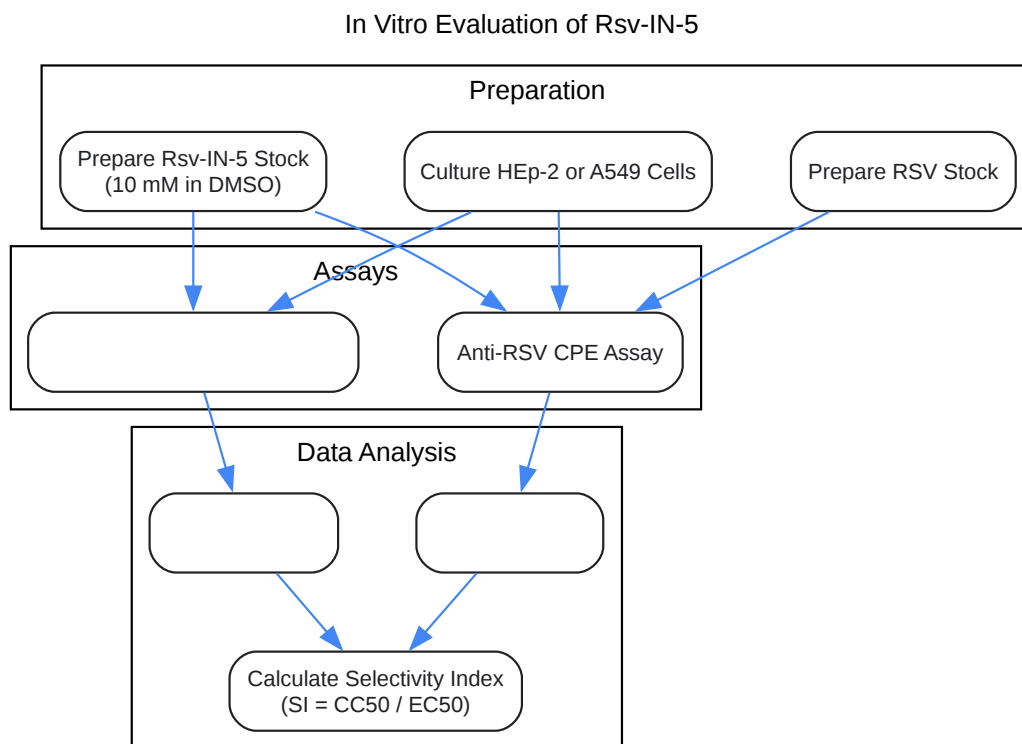 In Vitro Evaluation of Rsv-IN-5
Preparation
Prepare Rsv-IN-5 Stock
(10 mM in DMSO)
Culture HEp-2 or A549 Cells
Prepare RSV Stock
Assays
Anti-RSV CPE Assay
Data Analysis
Calculate Selectivity Index
(SI = CC50 / EC50)